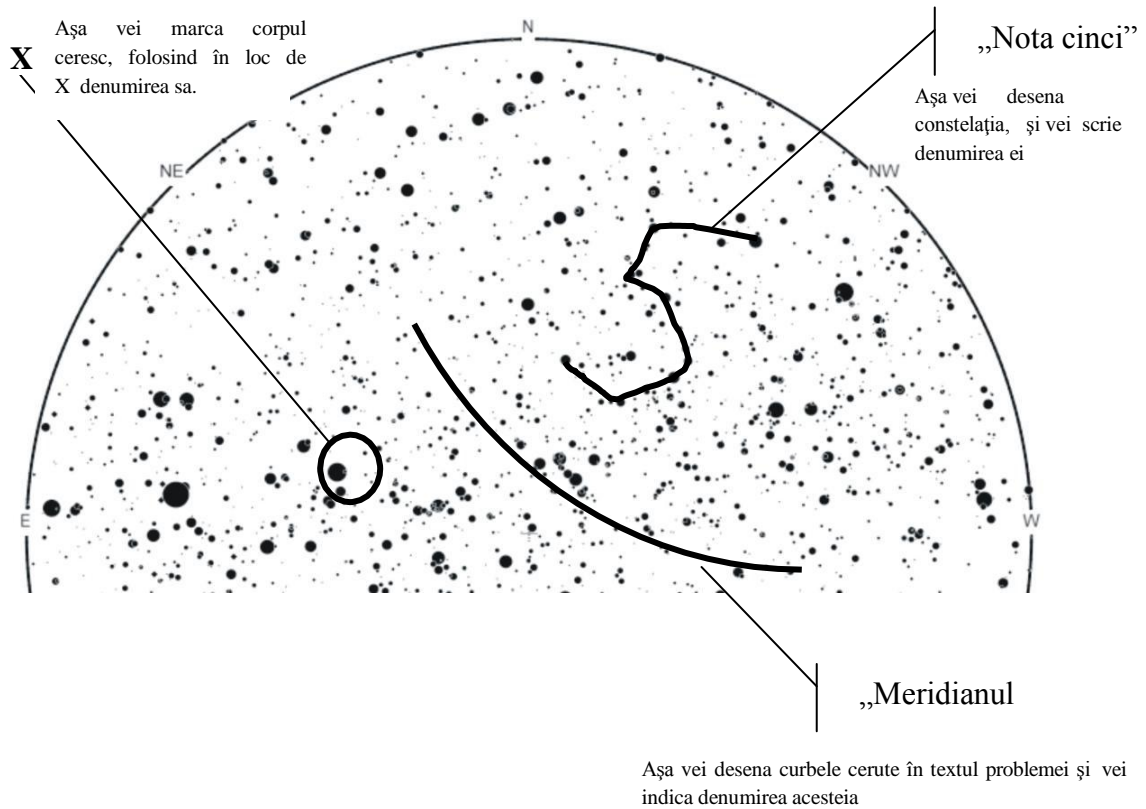 X
Așa vei marca corpul
ceresc, folosind în loc de
X denumirea sa.
N
„Nota cinci”
Așa vei desena
constelația, și vei scrie
denumirea ei
NE
NW
E
W
„Meridianul
Așa vei desena curbele cerute în textul problemei și vei
indica denumirea acesteia